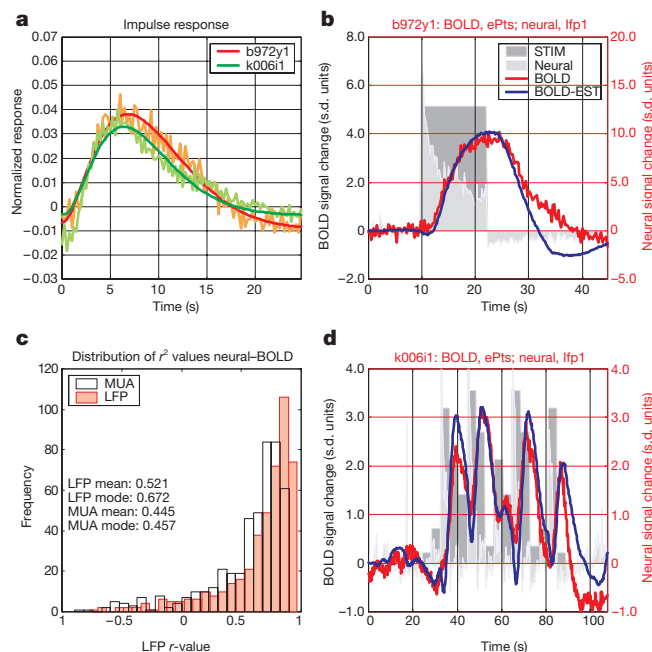 a
Impulse response
0.07
0.06
0.05
0.04
0.03
0.02
0.01
0
-0.01
-0.02
-0.03
Normalized response
b972y1
k006i1
0 5 10 15 20
Time (s)
b
b972y1: BOLD, ePts; neural, lfp1
8.0
6.0
4.0
2.0
0
-2.0
BOLD signal change (s.d. units)
STIM
Neural
BOLD
BOLD-EST
20.0
15.0
10.0
5.0
0
-5.0
Neural signal change (s.d. units)
0 10 20 30 40
Time (s)
c
Distribution of r² values neural–BOLD
120
100
80
60
40
20
0
Frequency
MUA
LFP
LFP mean: 0.521
LFP mode: 0.672
MUA mean: 0.445
MUA mode: 0.457
1 -0.5 0 0.5 1
LFP r-value
d
k006i1: BOLD, ePts; neural, lfp1
4.0
3.0
2.0
1.0
0
-1.0
BOLD signal change (s.d. units)
4.0
3.0
2.0
1.0
0
-1.0
Neural signal change (s.d. units)
0 20 40 60 80 100
Time (s)